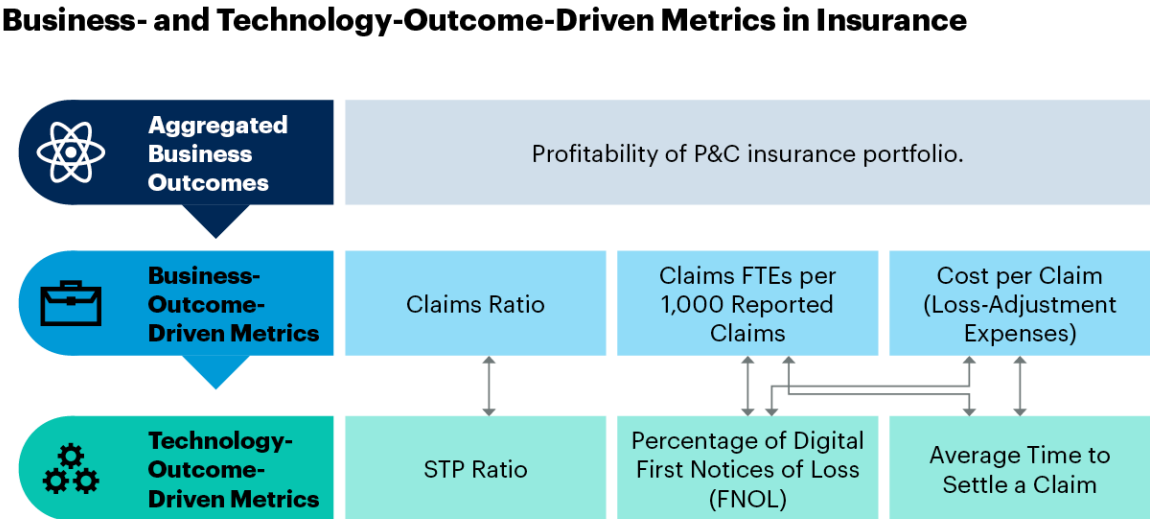 Business- and Technology-Outcome-Driven Metrics in Insurance
Aggregated
Business
Outcomes
Profitability of P&C insurance portfolio.
Business-
Outcome-
Driven Metrics
Claims Ratio
Claims FTEs per
1,000 Reported
Claims
Cost per Claim
(Loss-Adjustment
Expenses)
Technology-
Outcome-
Driven Metrics
STP Ratio
Percentage of Digital
First Notices of Loss
(FNOL)
Average Time to
Settle a Claim